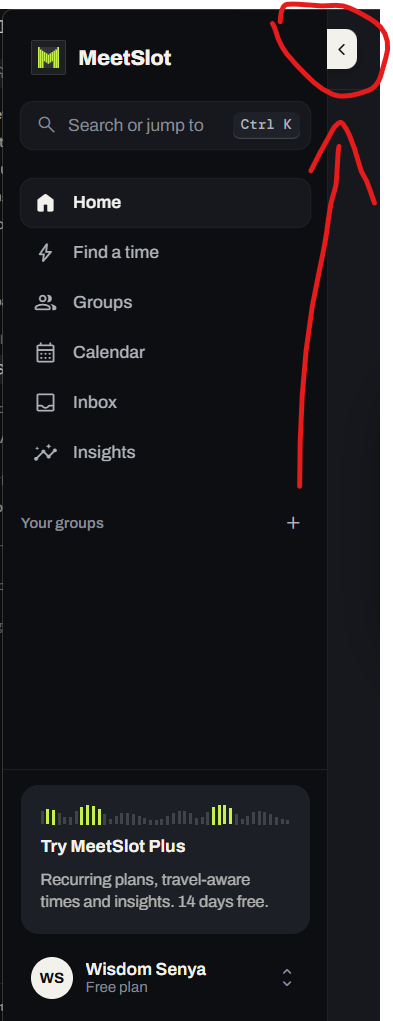 MeetSlot
Search or jump to Ctrl K
Home
Find a time
Groups
Calendar
Inbox
Insights
Your groups +
Try MeetSlot Plus
Recurring plans, travel-aware
times and insights. 14 days free.
WS Wisdom Senya
Free plan